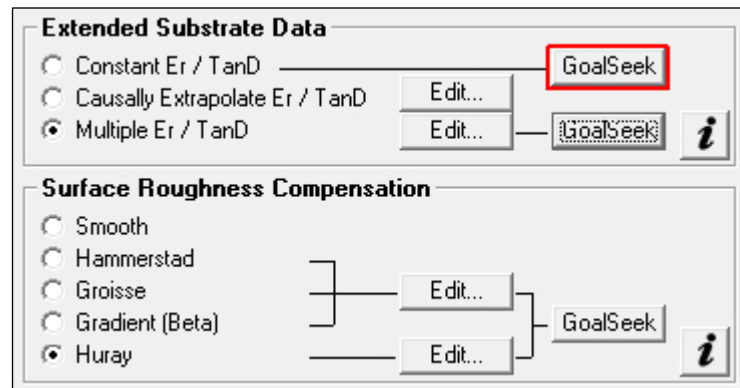 Extended Substrate Data
Constant Er / TanD GoalSeek
Causally Extrapolate Er / TanD Edit...
Multiple Er / TanD Edit... GoalSeek i
Surface Roughness Compensation
Smooth
Hammerstad
Groisse Edit...
Gradient (Beta) GoalSeek
Huray Edit... i